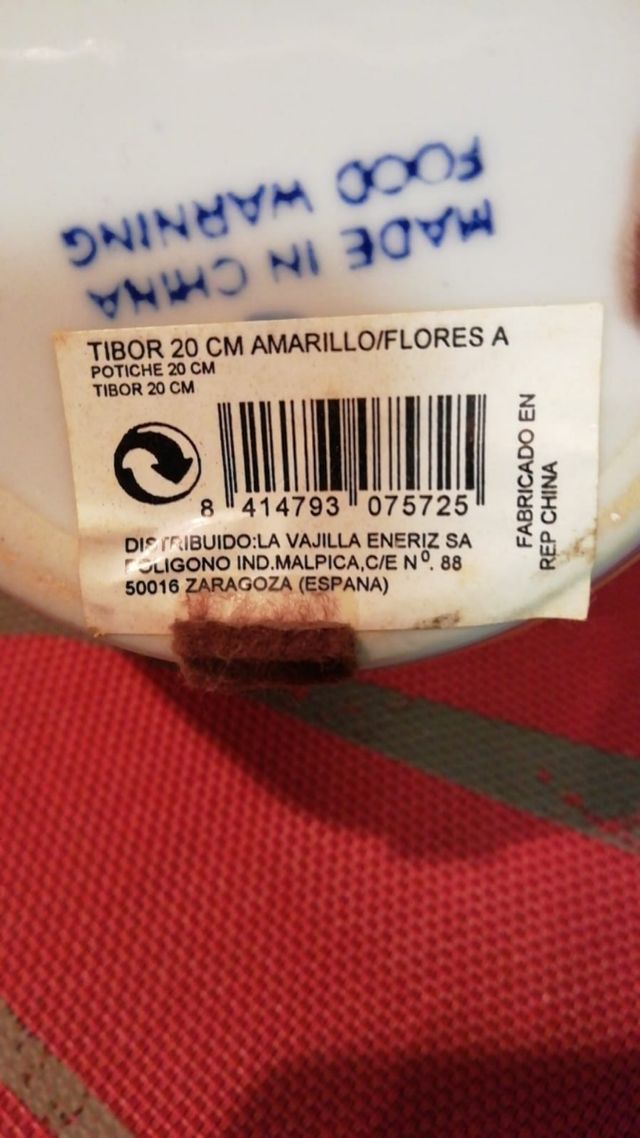 MADE IN CHINA
FOOD WARNING
TIBOR 20 CM AMARILLO/FLORES A
POTICHE 20 CM
TIBOR 20 CM
8 414793 075725
DISTRIBUIDO:LA VAJILLA ENERIZ SA
POLIGONO IND.MALPICA,C/E Nº. 88
50016 ZARAGOZA (ESPANA)
FABRICADO EN
REP CHINA